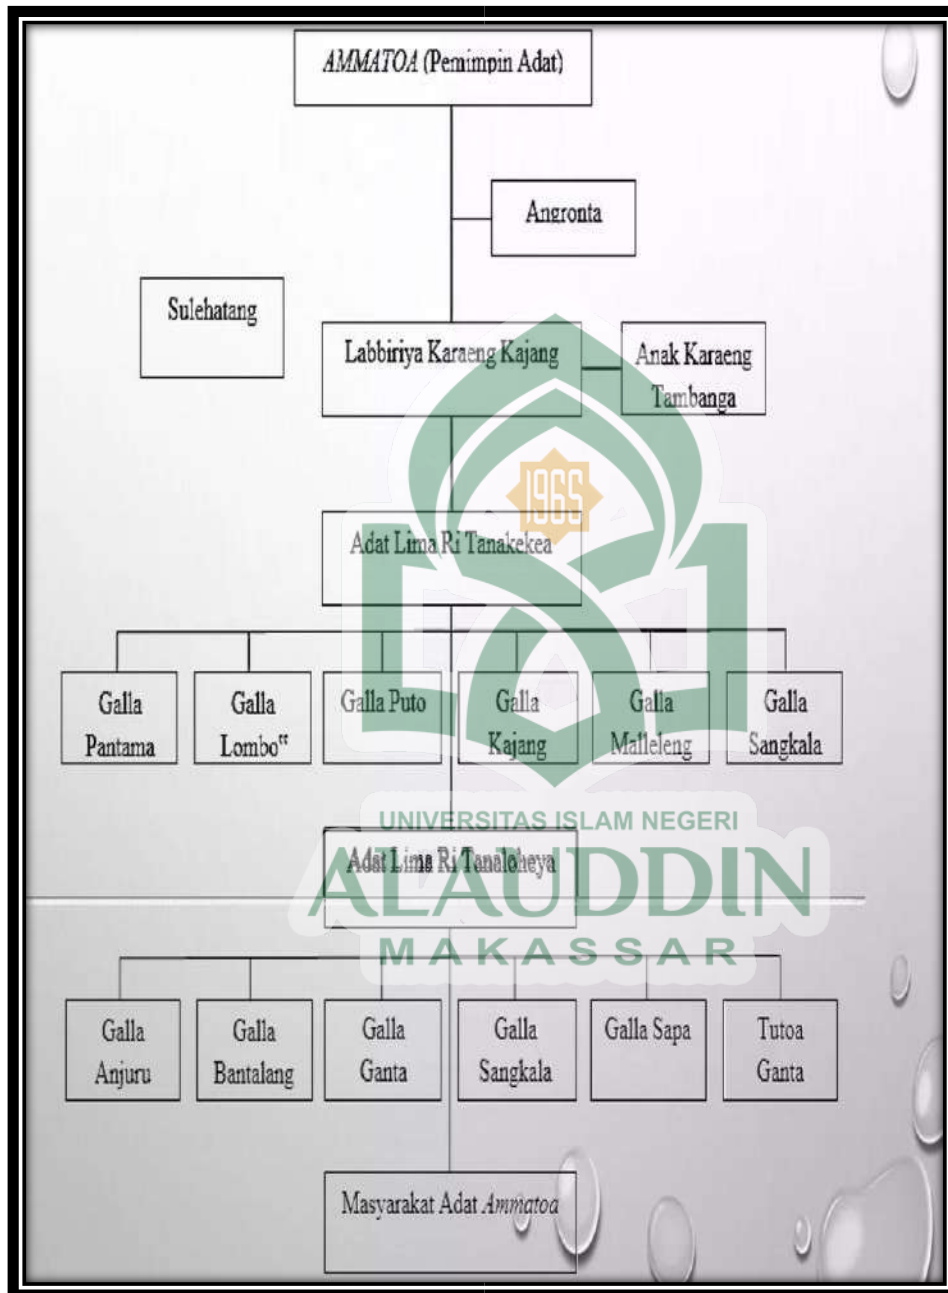 AMMATOA (Pemimpin Adat)
Angronta
Sulehatang
Labbiriya Karaeng Kajang
Anak Karaeng
Tambanga
1965
Adat Lima Ri Tanakekea
Galla
Pantama
Galla
Lombo“
Galla Puto
Galla
Kajang
Galla
Malleleng
Galla
Sangkala
UNIVERSITAS ISLAM NEGERI
Adat Lima Ri Tanaloheya
ALAUDDIN
MAKASSAR
Galla
Anjuru
Galla
Bantalang
Galla
Ganta
Galla
Sangkala
Galla Sapa
Tutoa
Ganta
Masyarakat Adat Ammatoa